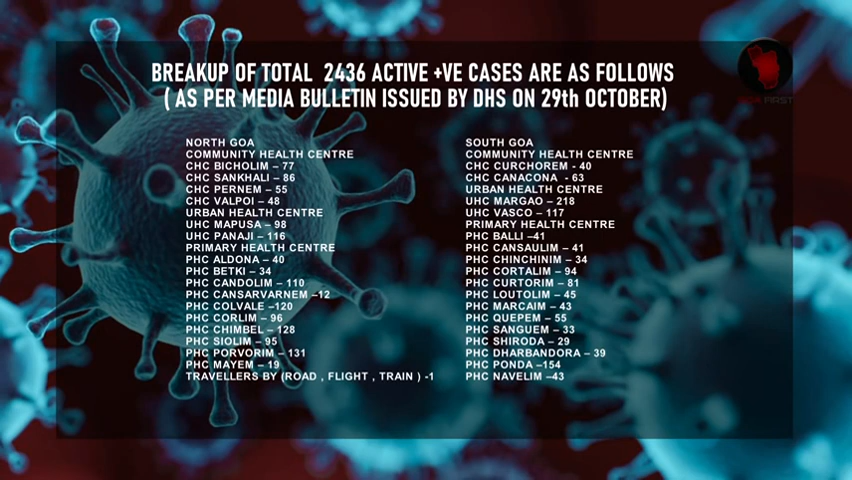 BREAKUP OF TOTAL 2436 ACTIVE +VE CASES ARE AS FOLLOWS
( AS PER MEDIA BULLETIN ISSUED BY DHS ON 29th OCTOBER)
NORTH GOA
COMMUNITY HEALTH CENTRE
CHC BICHOLIM – 77
CHC SANKHALI – 86
CHC PERNEM – 55
CHC VALPOI – 48
URBAN HEALTH CENTRE
UHC MAPUSA – 98
UHC PANAJI – 116
PRIMARY HEALTH CENTRE
PHC ALDONA – 40
PHC BETKI – 34
PHC CANDOLIM – 110
PHC CANSARVARNEM –12
PHC COLVALE –120
PHC CORLIM – 96
PHC CHIMBEL – 128
PHC SIOLIM – 95
PHC PORVORIM – 131
PHC MAYEM – 19
TRAVELLERS BY (ROAD , FLIGHT , TRAIN ) -1
SOUTH GOA
COMMUNITY HEALTH CENTRE
CHC CURCHOREM - 40
CHC CANACONA - 63
URBAN HEALTH CENTRE
UHC MARGAO – 218
UHC VASCO – 117
PRIMARY HEALTH CENTRE
PHC BALLI –41
PHC CANSAULIM – 41
PHC CHINCHINIM – 34
PHC CORTALIM – 94
PHC CURTORIM – 81
PHC LOUTOLIM – 45
PHC MARCAIM – 43
PHC QUEPEM – 55
PHC SANGUEM – 33
PHC SHIRODA – 29
PHC DHARBANDORA – 39
PHC PONDA –154
PHC NAVELIM –43
FIRST